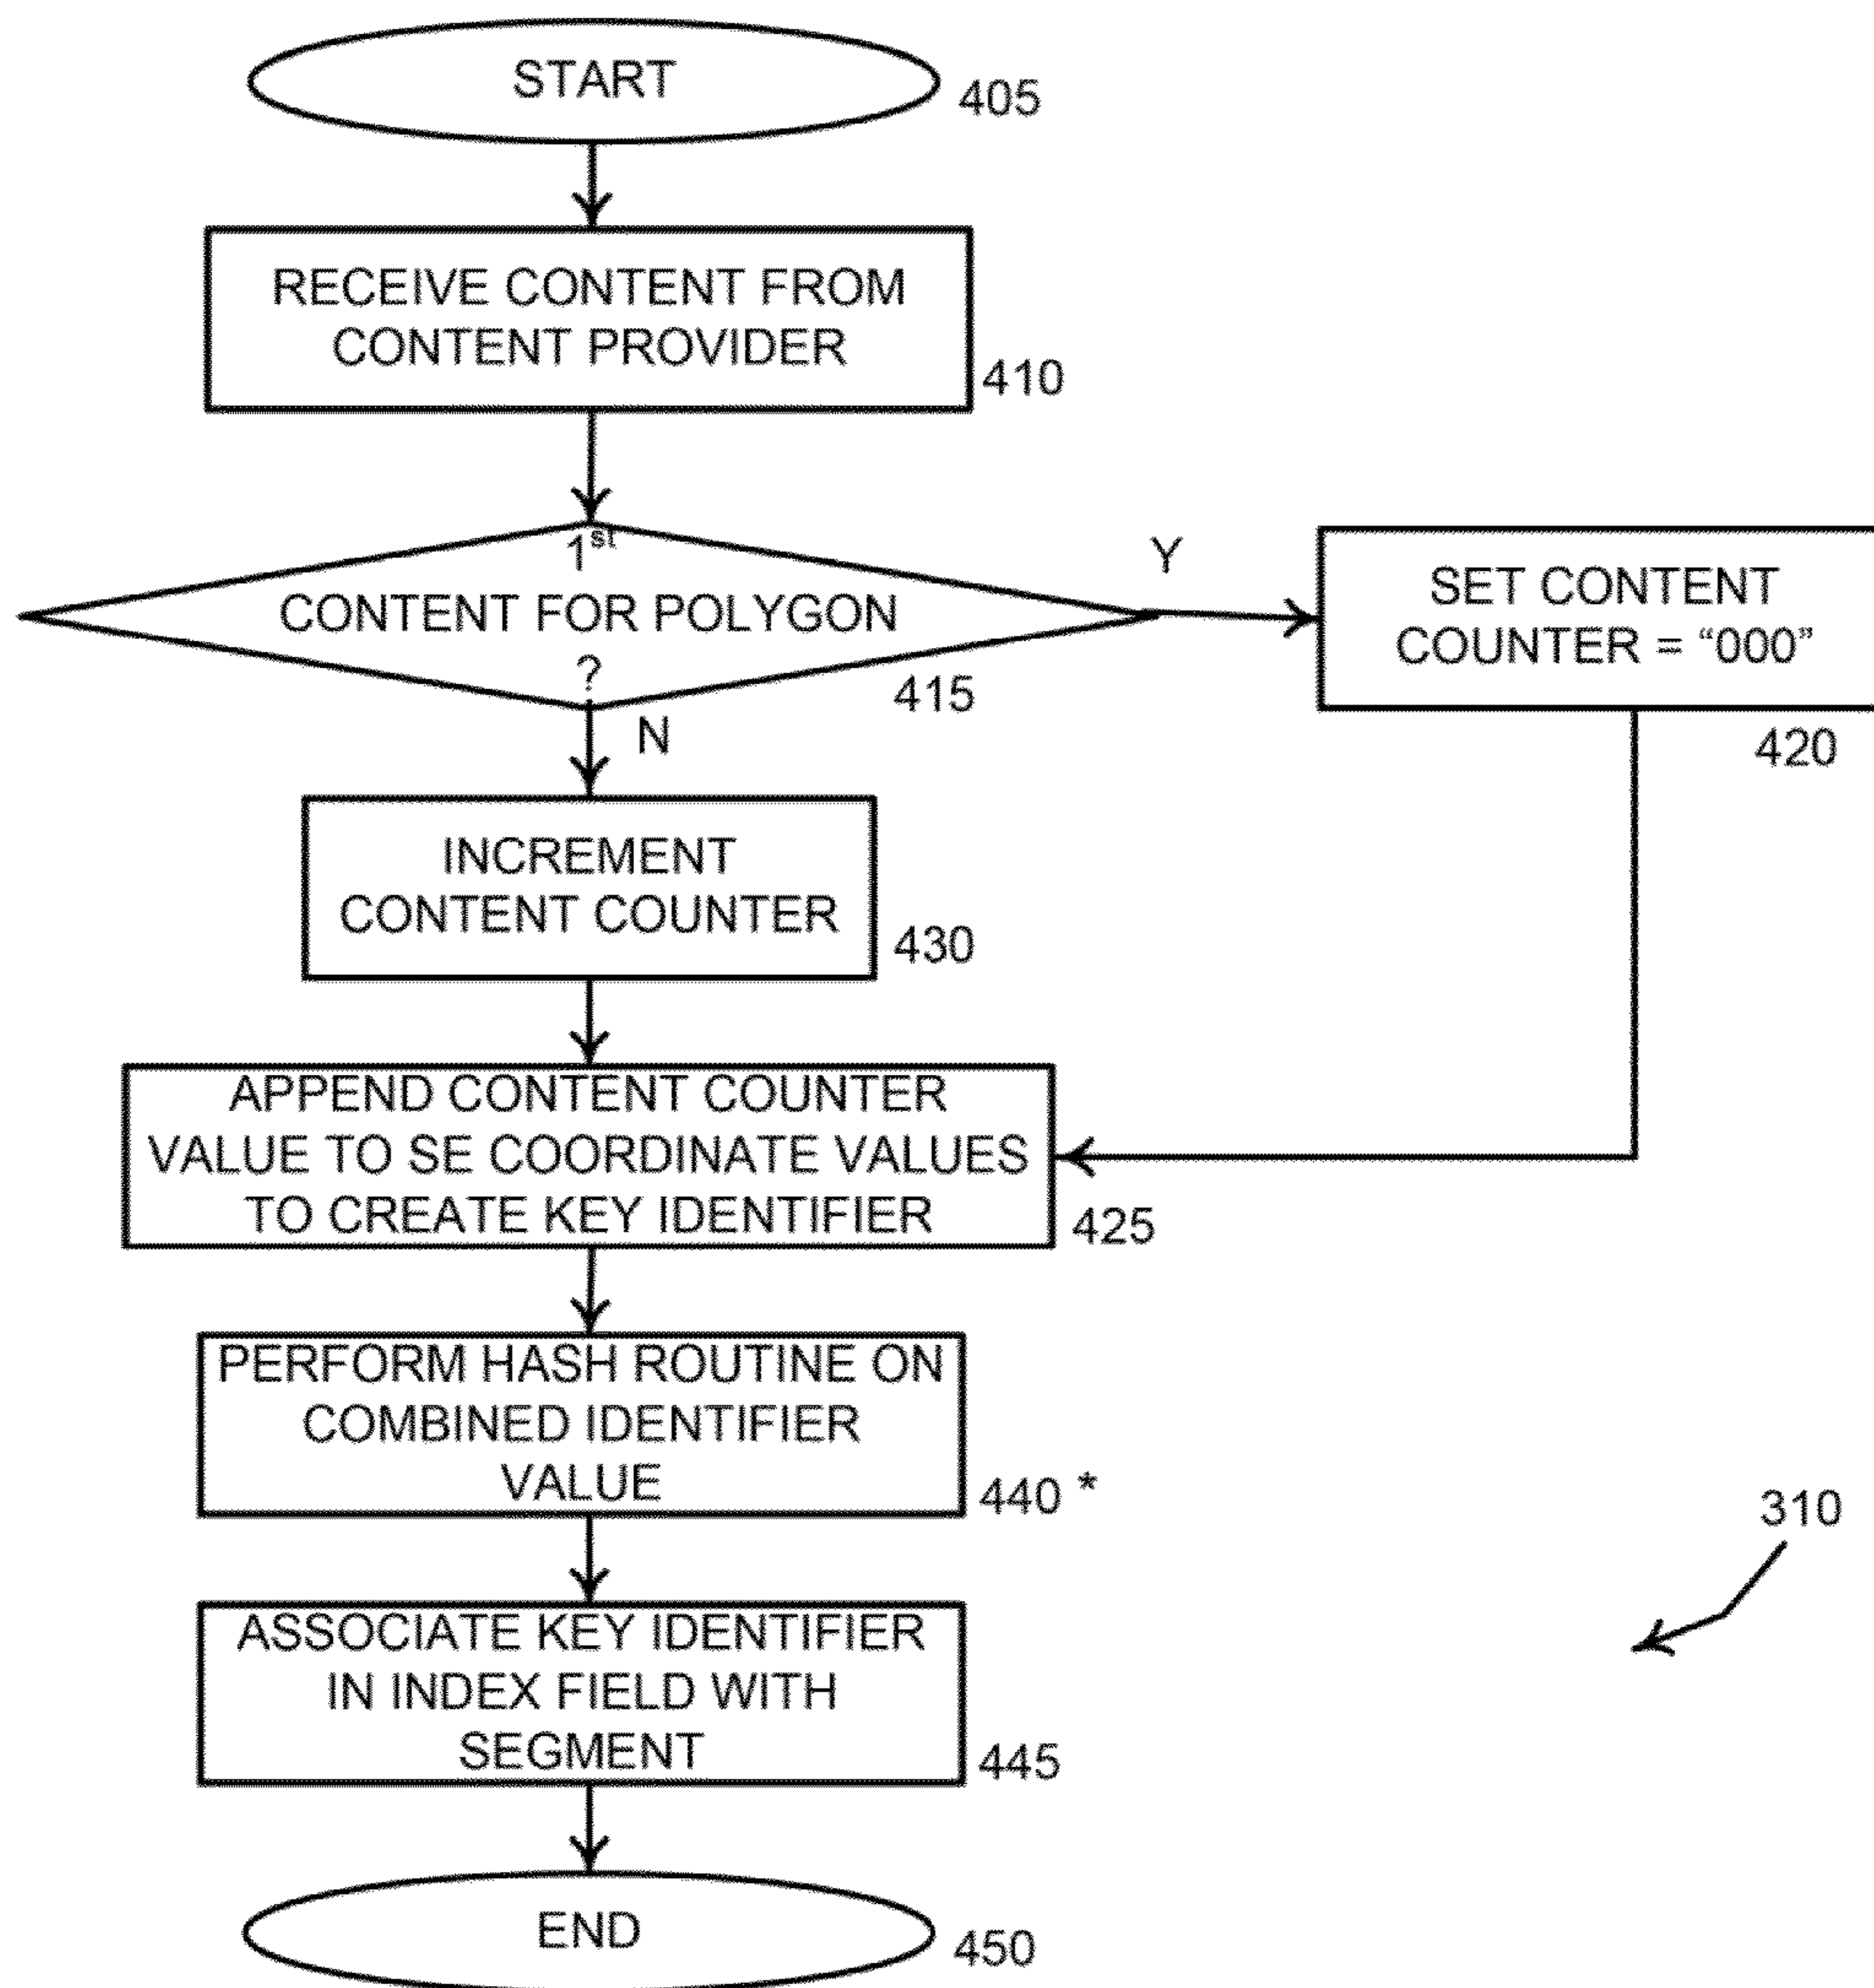 START
405
RECEIVE CONTENT FROM
CONTENT PROVIDER
410
1st
CONTENT FOR POLYGON
?
415
Y
SET CONTENT
COUNTER = “000”
420
N
INCREMENT
CONTENT COUNTER
430
APPEND CONTENT COUNTER
VALUE TO SE COORDINATE VALUES
TO CREATE KEY IDENTIFIER
425
PERFORM HASH ROUTINE ON
COMBINED IDENTIFIER
VALUE
440 *
310
ASSOCIATE KEY IDENTIFIER
IN INDEX FIELD WITH
SEGMENT
445
END
450